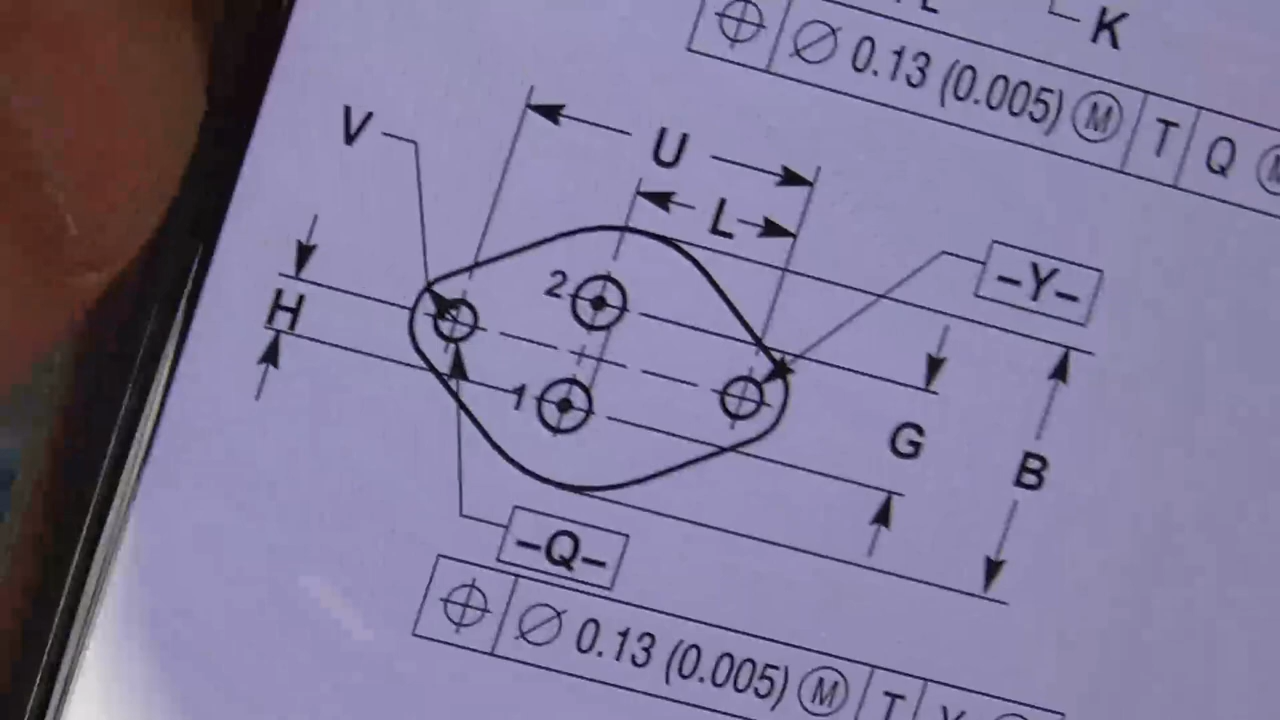 K
⌖ ∅ 0.13 (0.005) Ⓜ T Q Ⓜ
V
U
L
2
–Y–
H
1
G
B
–Q–
⌖ ∅ 0.13 (0.005) Ⓜ T Y